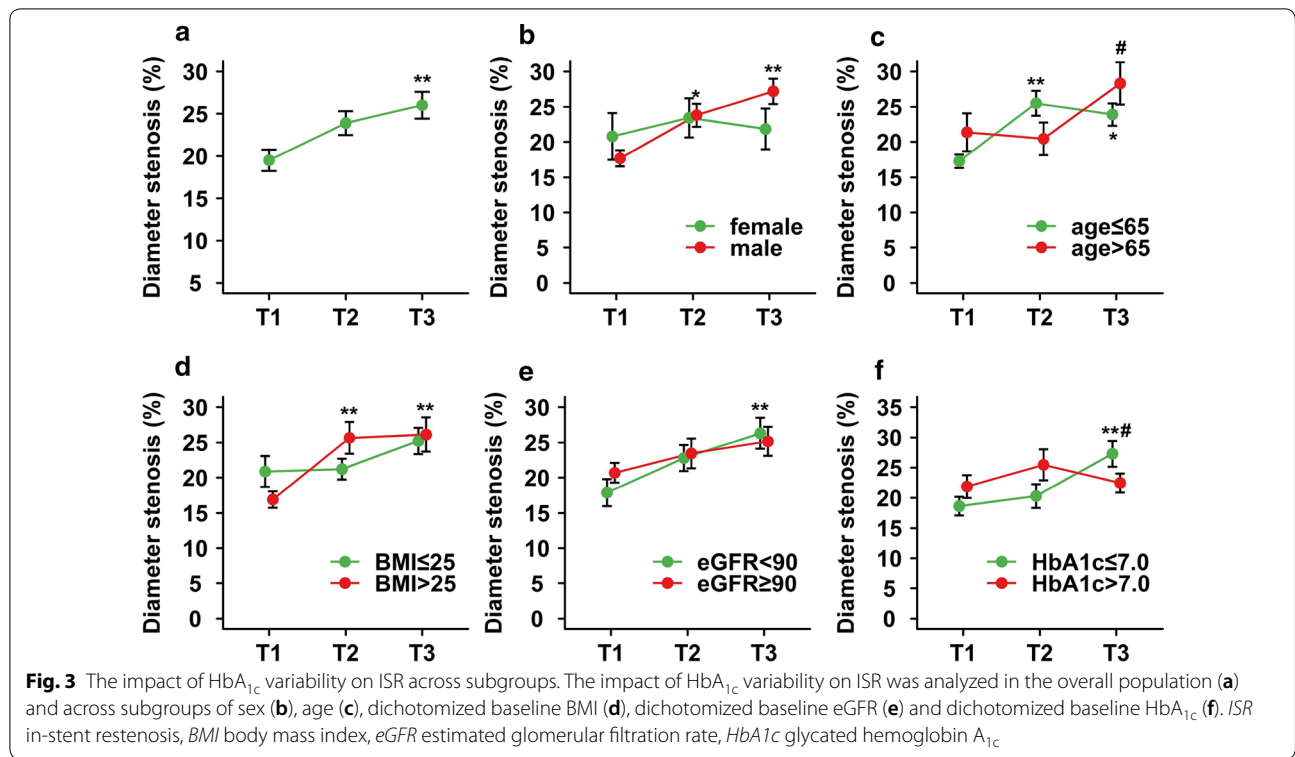 a
Diameter stenosis (%)
30
25
20
15
10
5
**
T1 T2 T3
b
Diameter stenosis (%)
30
25
20
15
10
5
0
*
**
female
male
T1 T2 T3
c
Diameter stenosis (%)
30
25
20
15
10
5
0
**
#
*
age≤65
age>65
T1 T2 T3
d
Diameter stenosis (%)
30
25
20
15
10
5
0
**
**
BMI≤25
BMI>25
T1 T2 T3
e
Diameter stenosis (%)
30
25
20
15
10
5
0
**
eGFR<90
eGFR≥90
T1 T2 T3
f
Diameter stenosis (%)
35
30
25
20
15
10
5
0
**#
HbA1c≤7.0
HbA1c>7.0
T1 T2 T3
Fig. 3 The impact of HbA1c variability on ISR across subgroups. The impact of HbA1c variability on ISR was analyzed in the overall population (a)
and across subgroups of sex (b), age (c), dichotomized baseline BMI (d), dichotomized baseline eGFR (e) and dichotomized baseline HbA1c (f). ISR
in-stent restenosis, BMI body mass index, eGFR estimated glomerular filtration rate, HbA1c glycated hemoglobin A1c